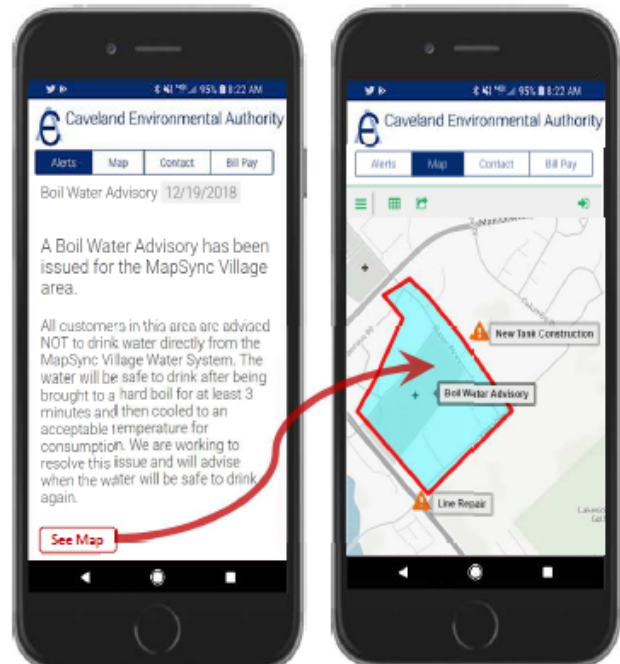 95% 8:22 AM
Caveland Environmental Authority
Alerts Map Contact Bill Pay
Boil Water Advisory 12/19/2018
A Boil Water Advisory has been
issued for the MapSync Village
area.
All customers in this area are advised
NOT to drink water directly from the
MapSync Village Water System. The
water will be safe to drink after being
brought to a hard boil for at least 3
minutes and then cooled to an
acceptable temperature for
consumption. We are working to
resolve this issue and will advise
when the water will be safe to drink
again.
See Map
95% 8:22 AM
Caveland Environmental Authority
Alerts Map Contact Bill Pay
New Tank Construction
Boil Water Advisory
Line Repair